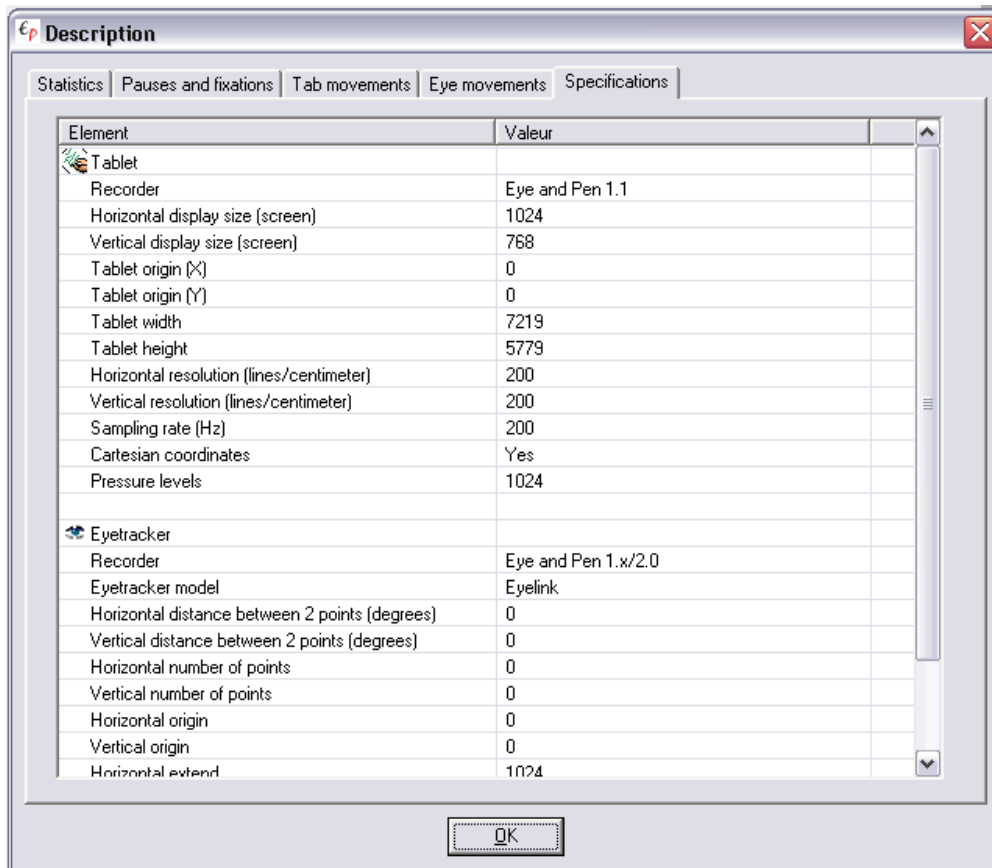 εp Description
Statistics Pauses and fixations Tab movements Eye movements Specifications
Element Valeur
Tablet
Recorder Eye and Pen 1.1
Horizontal display size (screen) 1024
Vertical display size (screen) 768
Tablet origin (X) 0
Tablet origin (Y) 0
Tablet width 7219
Tablet height 5779
Horizontal resolution (lines/centimeter) 200
Vertical resolution (lines/centimeter) 200
Sampling rate (Hz) 200
Cartesian coordinates Yes
Pressure levels 1024
Eyetracker
Recorder Eye and Pen 1.x/2.0
Eyetracker model Eyelink
Horizontal distance between 2 points (degrees) 0
Vertical distance between 2 points (degrees) 0
Horizontal number of points 0
Vertical number of points 0
Horizontal origin 0
Vertical origin 0
Horizontal extend 1024
OK